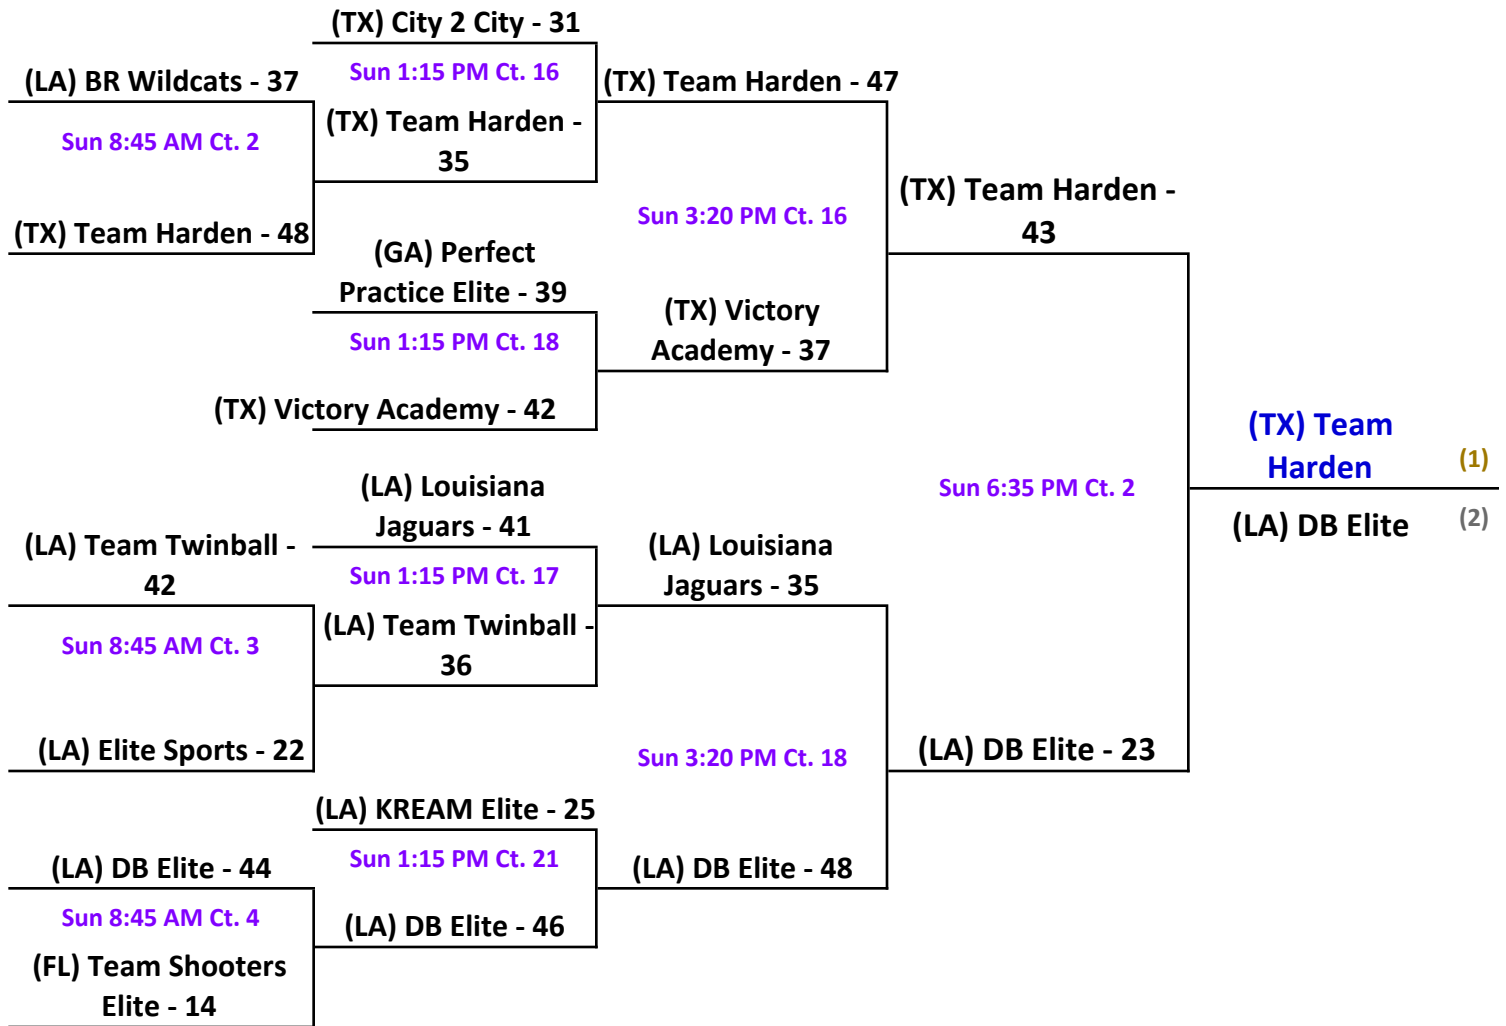 (TX) City 2 City - 31
(LA) BR Wildcats - 37
Sun 1:15 PM Ct. 16
(TX) Team Harden - 47
Sun 8:45 AM Ct. 2
(TX) Team Harden -
35
(TX) Team Harden -
43
Sun 3:20 PM Ct. 16
(TX) Team Harden - 48
(GA) Perfect
Practice Elite - 39
(TX) Victory
Academy - 37
Sun 1:15 PM Ct. 18
(TX) Victory Academy - 42
(TX) Team
Harden
(1)
(LA) Louisiana
Jaguars - 41
Sun 6:35 PM Ct. 2
(LA) DB Elite
(2)
(LA) Team Twinball -
42
(LA) Louisiana
Jaguars - 35
Sun 1:15 PM Ct. 17
(LA) Team Twinball -
36
Sun 8:45 AM Ct. 3
(LA) Elite Sports - 22
Sun 3:20 PM Ct. 18
(LA) DB Elite - 23
(LA) KREAM Elite - 25
(LA) DB Elite - 44
Sun 1:15 PM Ct. 21
(LA) DB Elite - 48
Sun 8:45 AM Ct. 4
(LA) DB Elite - 46
(FL) Team Shooters
Elite - 14